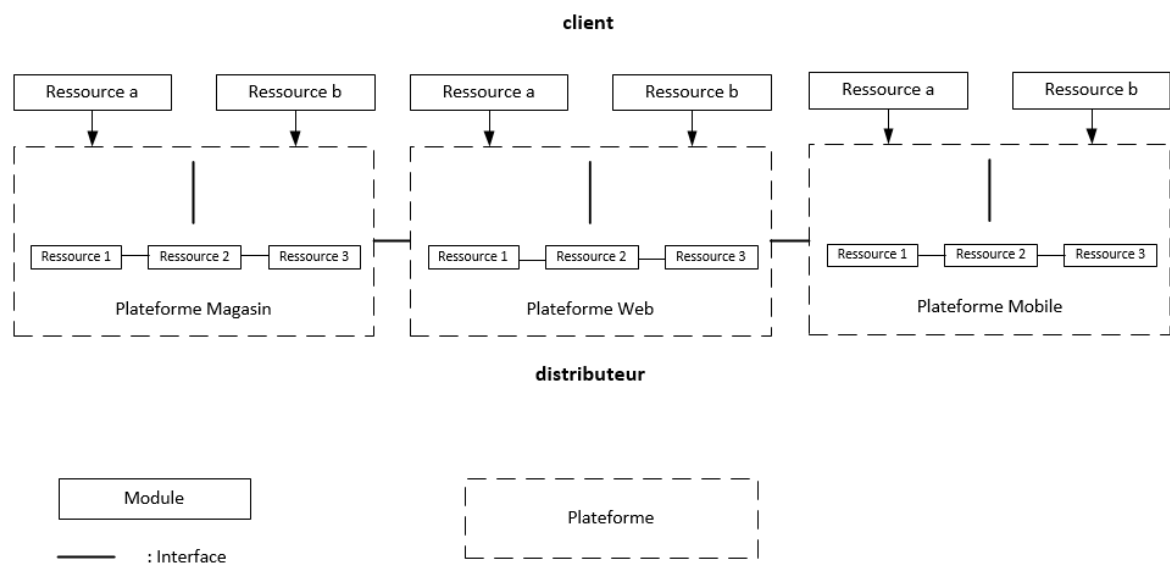 client
Ressource a
Ressource b
Ressource a
Ressource b
Ressource a
Ressource b
Ressource 1
Ressource 2
Ressource 3
Plateforme Magasin
Ressource 1
Ressource 2
Ressource 3
Plateforme Web
Ressource 1
Ressource 2
Ressource 3
Plateforme Mobile
distributeur
Module
Plateforme
: Interface